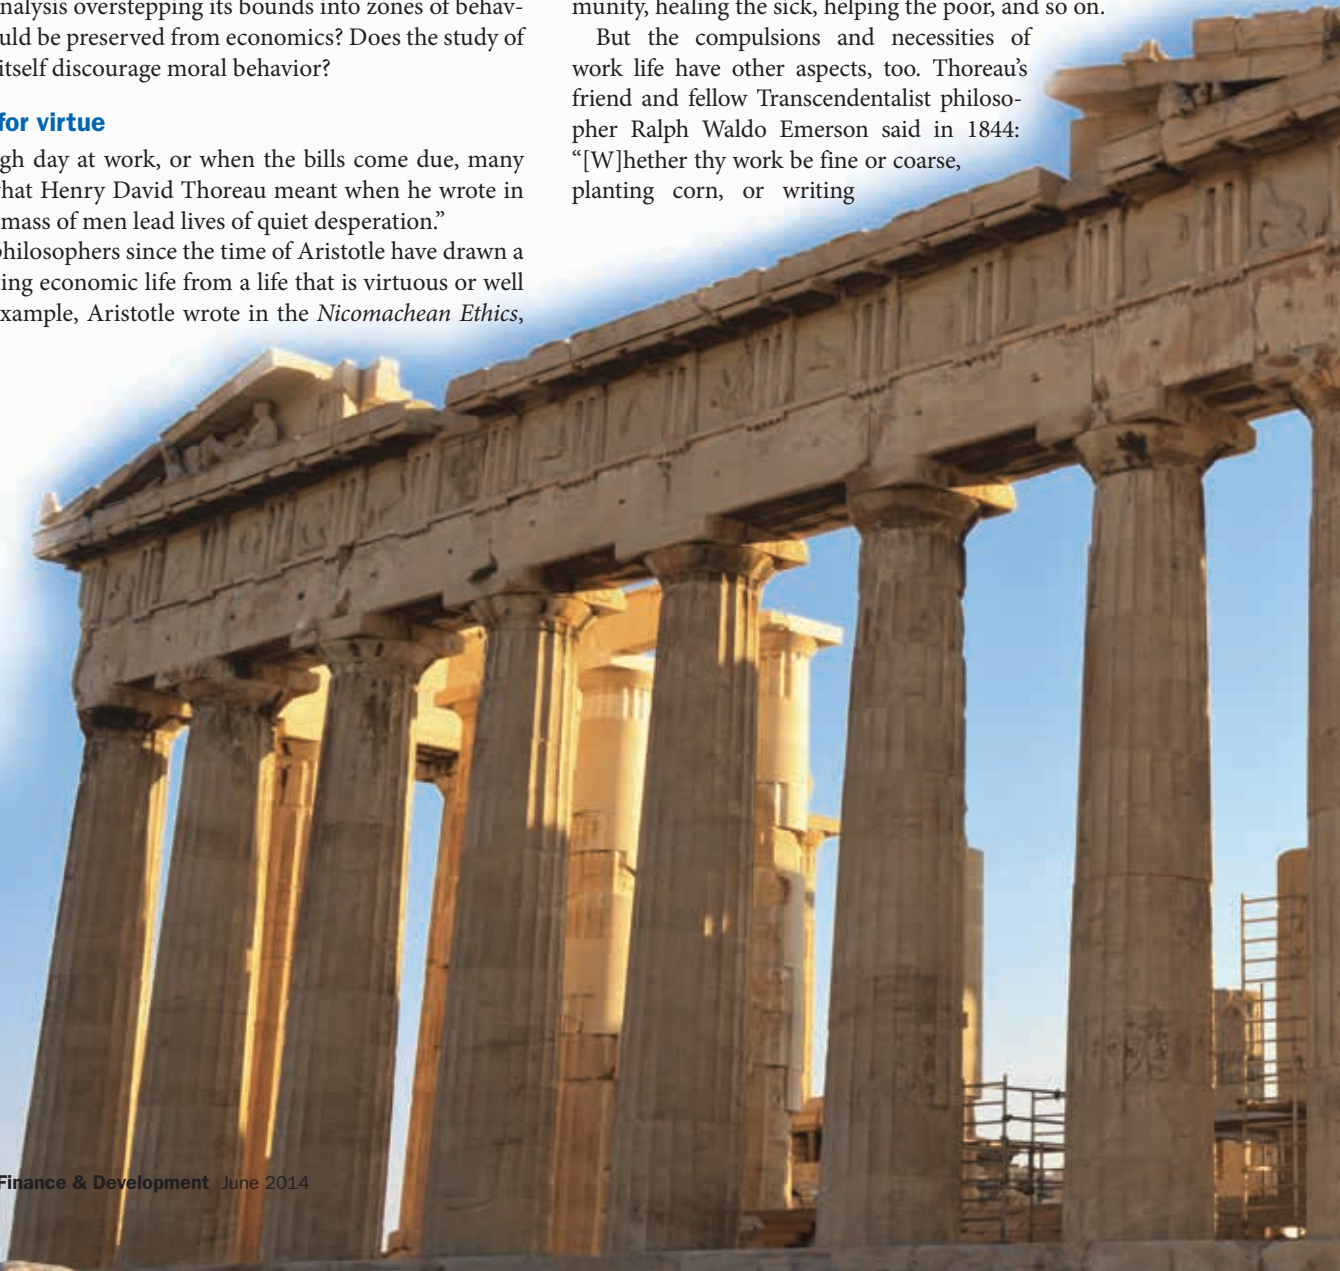 nalysis overstepping its bounds into zones of behav-
uld be preserved from economics? Does the study of
itself discourage moral behavior?
for virtue
gh day at work, or when the bills come due, many
hat Henry David Thoreau meant when he wrote in
mass of men lead lives of quiet desperation.”
philosophers since the time of Aristotle have drawn a
ing economic life from a life that is virtuous or well
xample, Aristotle wrote in the Nicomachean Ethics,
munity, healing the sick, helping the poor, and so on.
But the compulsions and necessities of
work life have other aspects, too. Thoreau’s
friend and fellow Transcendentalist philoso-
pher Ralph Waldo Emerson said in 1844:
“[W]hether thy work be fine or coarse,
planting corn, or writing
Finance & Development June 2014